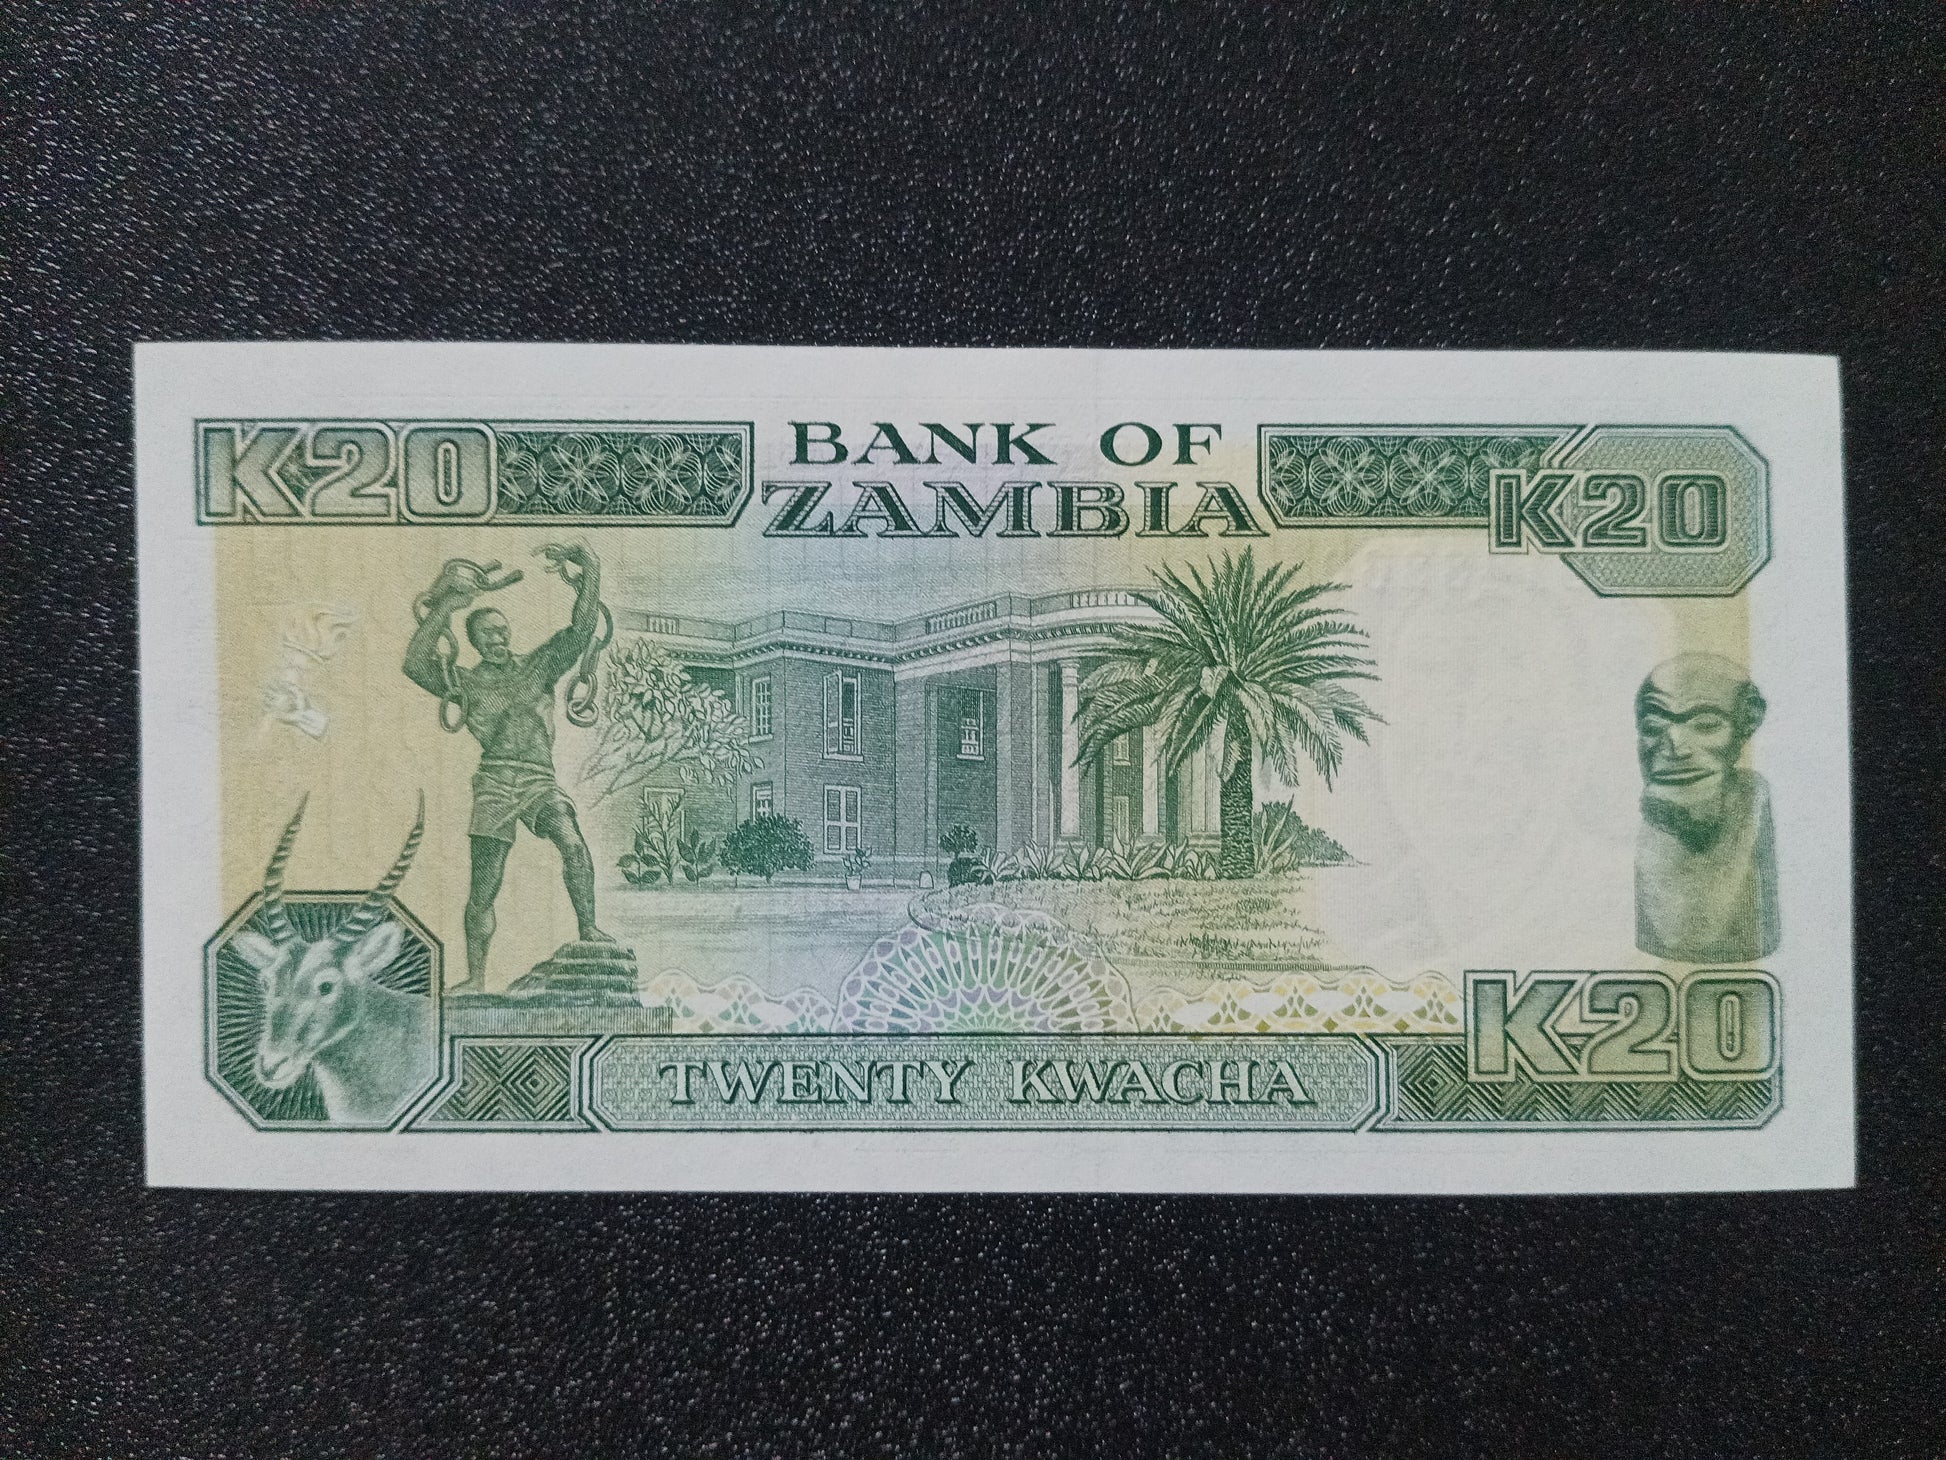 K20
BANK OF
ZAMBIA
K20
K20
TWENTY KWACHA